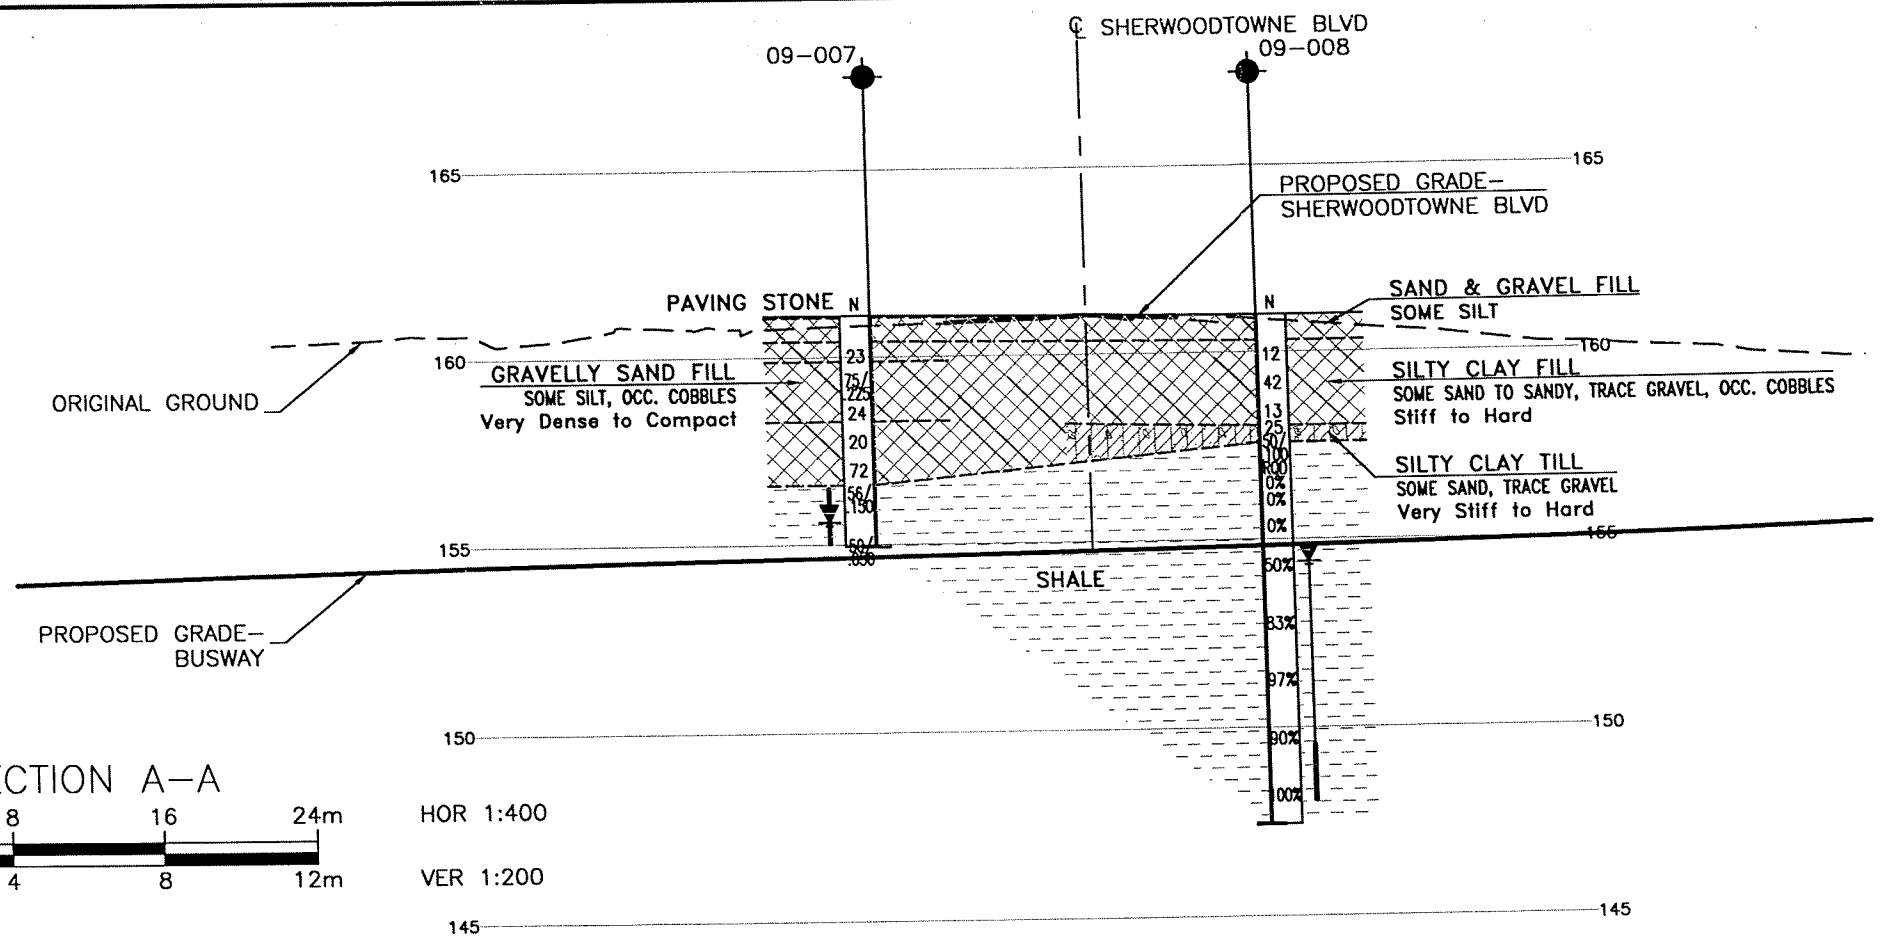 ℄ SHERWOODTOWNE BLVD
09-007
09-008
165
165
PROPOSED GRADE-
SHERWOODTOWNE BLVD
PAVING STONE
N
N
SAND & GRAVEL FILL
SOME SILT
160
160
GRAVELLY SAND FILL
SOME SILT, OCC. COBBLES
Very Dense to Compact
ORIGINAL GROUND
23
75/
225
24
20
72
56/
150
50/
.050
12
42
13
25
50/
100
RQD
0%
0%
0%
50%
83%
97%
90%
100%
SILTY CLAY FILL
SOME SAND TO SANDY, TRACE GRAVEL, OCC. COBBLES
Stiff to Hard
SILTY CLAY TILL
SOME SAND, TRACE GRAVEL
Very Stiff to Hard
155
155
SHALE
PROPOSED GRADE-
BUSWAY
150
150
ECTION A-A
8 16 24m
HOR 1:400
4 8 12m
VER 1:200
145
145